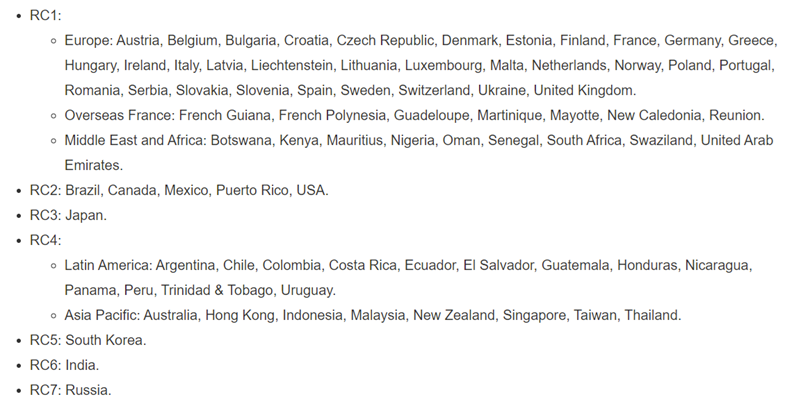 RC1:
Europe: Austria, Belgium, Bulgaria, Croatia, Czech Republic, Denmark, Estonia, Finland, France, Germany, Greece,
Hungary, Ireland, Italy, Latvia, Liechtenstein, Lithuania, Luxembourg, Malta, Netherlands, Norway, Poland, Portugal,
Romania, Serbia, Slovakia, Slovenia, Spain, Sweden, Switzerland, Ukraine, United Kingdom.
Overseas France: French Guiana, French Polynesia, Guadeloupe, Martinique, Mayotte, New Caledonia, Reunion.
Middle East and Africa: Botswana, Kenya, Mauritius, Nigeria, Oman, Senegal, South Africa, Swaziland, United Arab
Emirates.
RC2: Brazil, Canada, Mexico, Puerto Rico, USA.
RC3: Japan.
RC4:
Latin America: Argentina, Chile, Colombia, Costa Rica, Ecuador, El Salvador, Guatemala, Honduras, Nicaragua,
Panama, Peru, Trinidad & Tobago, Uruguay.
Asia Pacific: Australia, Hong Kong, Indonesia, Malaysia, New Zealand, Singapore, Taiwan, Thailand.
RC5: South Korea.
RC6: India.
RC7: Russia.